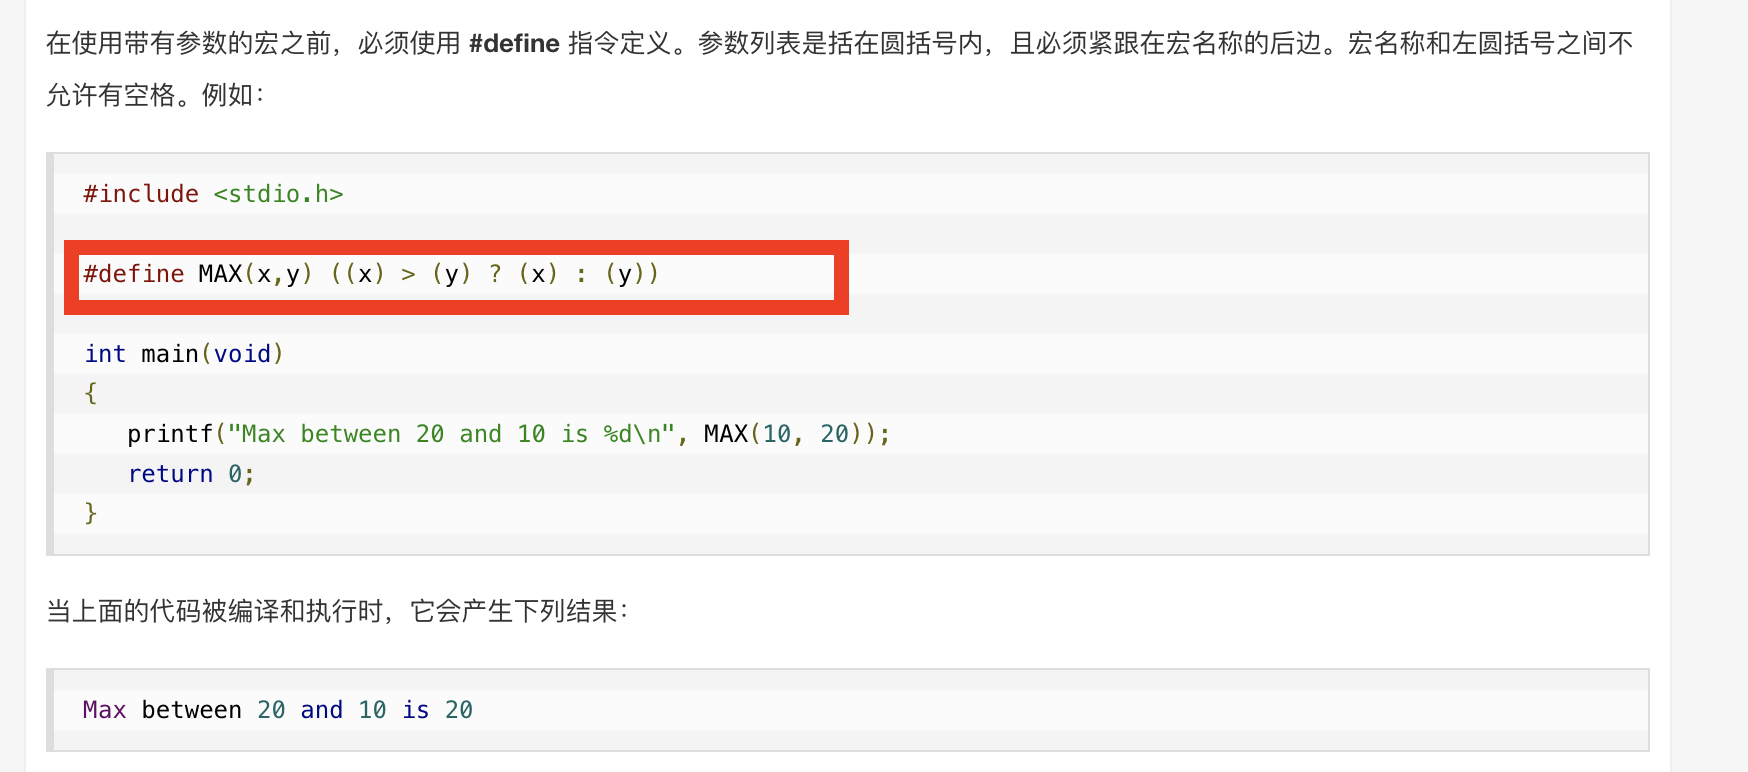 在使用带有参数的宏之前，必须使用 #define 指令定义。参数列表是括在圆括号内，且必须紧跟在宏名称的后边。宏名称和左圆括号之间不
允许有空格。例如：
#include <stdio.h>
#define MAX(x,y) ((x) > (y) ? (x) : (y))
int main(void)
{
   printf("Max between 20 and 10 is %d\n", MAX(10, 20));
   return 0;
}
当上面的代码被编译和执行时，它会产生下列结果：
Max between 20 and 10 is 20